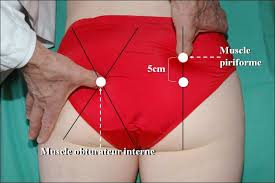 Muscle
piriforme
5cm
Muscle obturateur interne